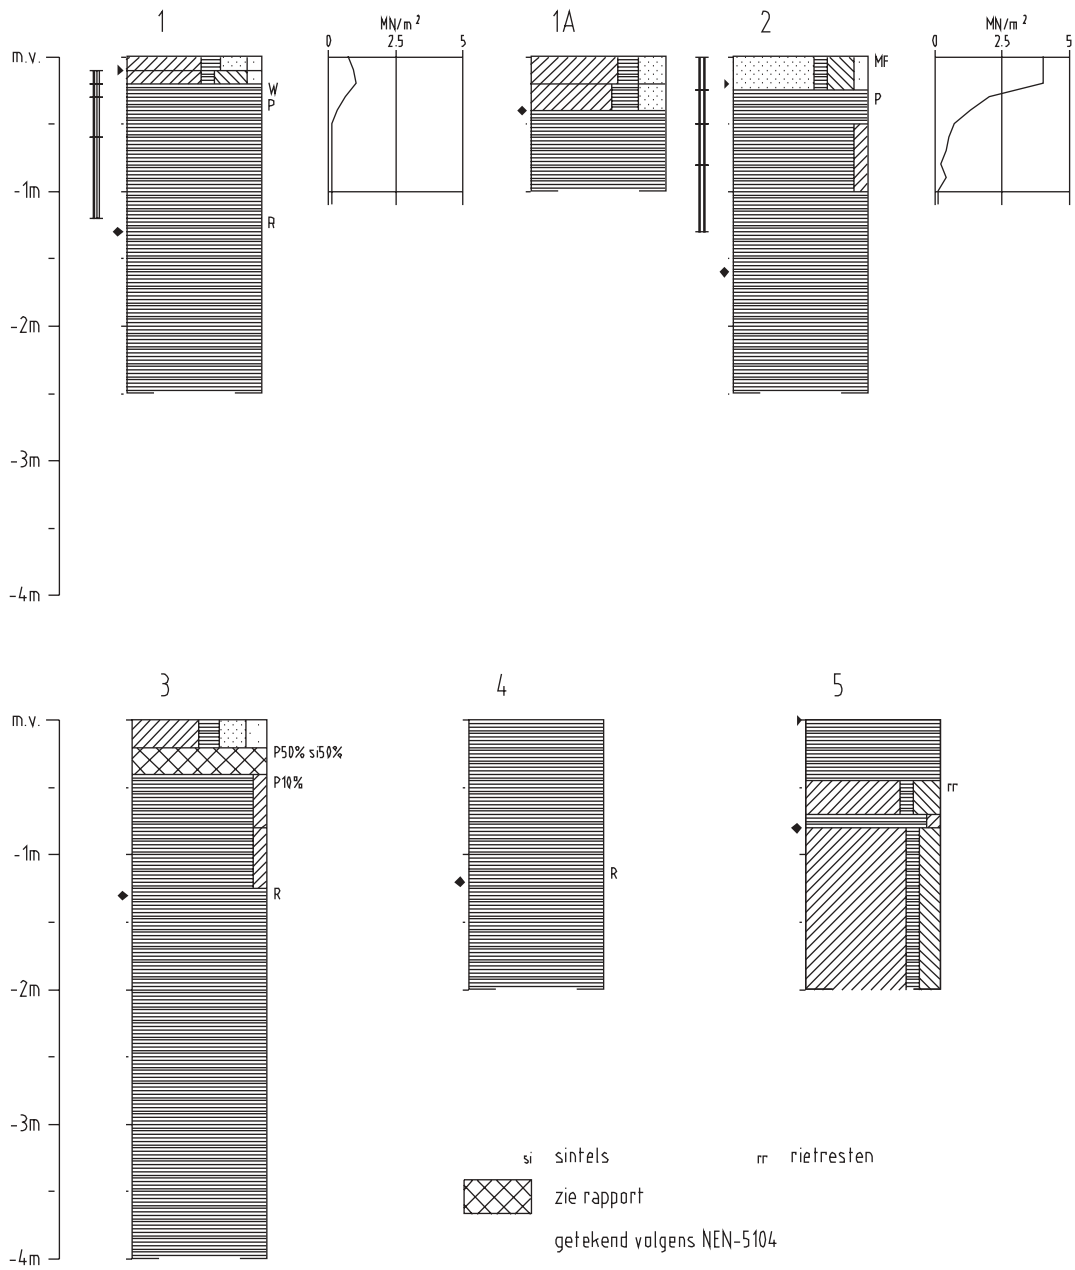 1 1A 2
MN/m² MN/m²
0 2.5 5 0 2.5 5
m.v. MF
W
P P
-1m
R
-2m
-3m
-4m
3 4 5
m.v.
P50% si50%
P10% rr
-1m
R R
-2m
-3m
si sintels rr rietresten
zie rapport
getekend volgens NEN-5104
-4m